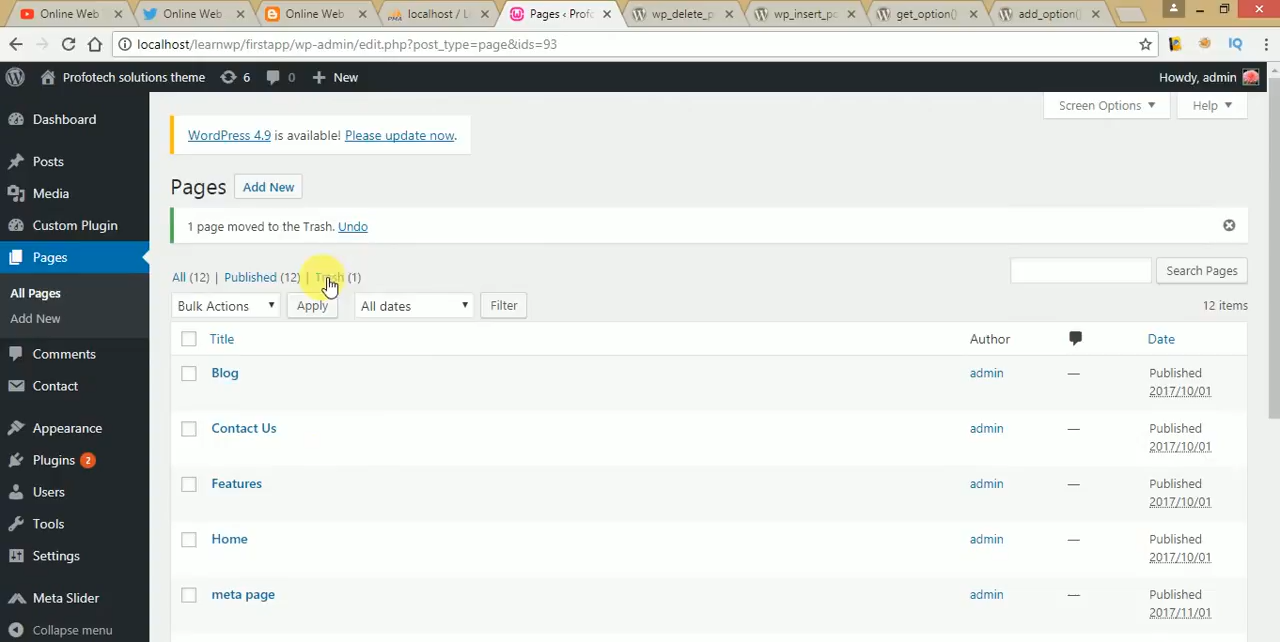 Online Web
Online Web
Online Web
localhost / L
Pages ‹ Profo
wp_delete_p
wp_insert_po
get_option()
add_option()
localhost/learnwp/firstapp/wp-admin/edit.php?post_type=page&ids=93
IQ
Profotech solutions theme
6
0
New
Howdy, admin
Screen Options
Help
WordPress 4.9 is available! Please update now.
Pages
Add New
1 page moved to the Trash. Undo
All (12) | Published (12) | Trash (1)
Search Pages
Bulk Actions
Apply
All dates
Filter
12 items
Title
Author
Date
Blog
admin
—
Published
2017/10/01
Contact Us
admin
—
Published
2017/10/01
Features
admin
—
Published
2017/10/01
Home
admin
—
Published
2017/10/01
meta page
admin
—
Published
2017/11/01
Dashboard
Posts
Media
Custom Plugin
Pages
All Pages
Add New
Comments
Contact
Appearance
Plugins 2
Users
Tools
Settings
Meta Slider
Collapse menu